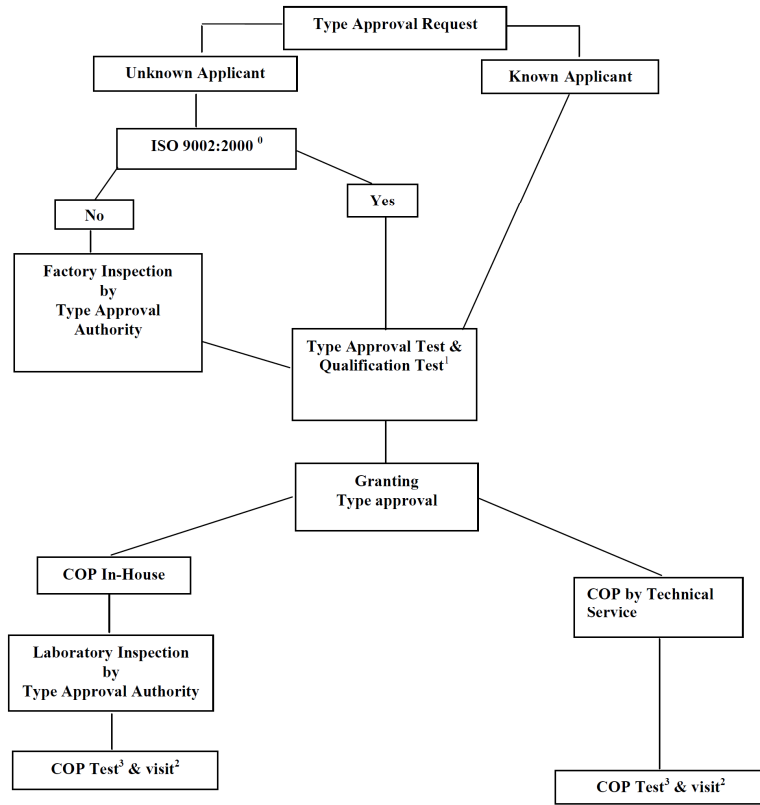 Type Approval Request
Unknown Applicant
Known Applicant
ISO 9002:2000 ⁰
No
Yes
Factory Inspection
by
Type Approval
Authority
Type Approval Test &
Qualification Test¹
Granting
Type approval
COP In-House
COP by Technical
Service
Laboratory Inspection
by
Type Approval Authority
COP Test³ & visit²
COP Test³ & visit²